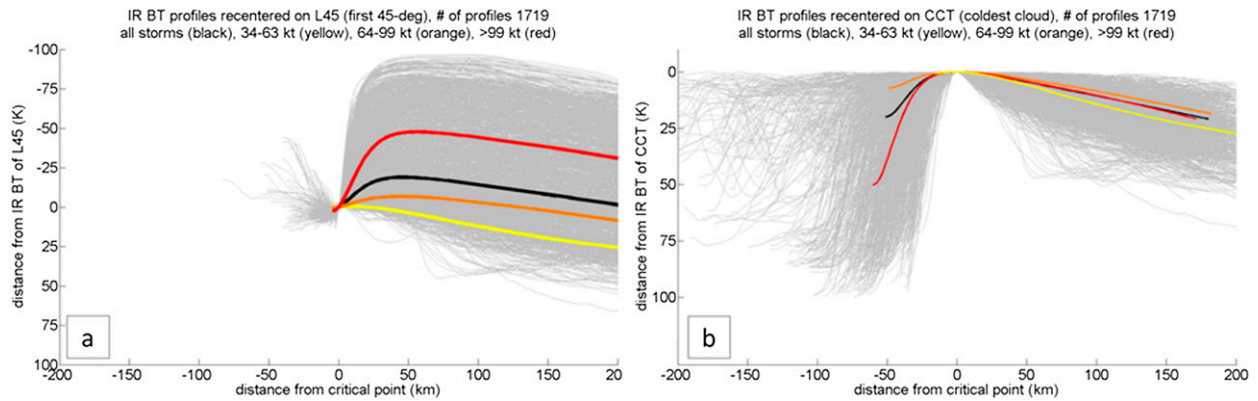 IR BT profiles recentered on L45 (first 45-deg), # of profiles 1719
all storms (black), 34-63 kt (yellow), 64-99 kt (orange), >99 kt (red)
distance from IR BT of L45 (K)
-100
-75
-50
-25
0
25
50
75
100
a
-200 -150 -100 -50 0 50 100 150 200
distance from critical point (km)
IR BT profiles recentered on CCT (coldest cloud), # of profiles 1719
all storms (black), 34-63 kt (yellow), 64-99 kt (orange), >99 kt (red)
distance from IR BT of CCT (K)
0
25
50
75
100
b
-200 -150 -100 -50 0 50 100 150 200
distance from critical point (km)